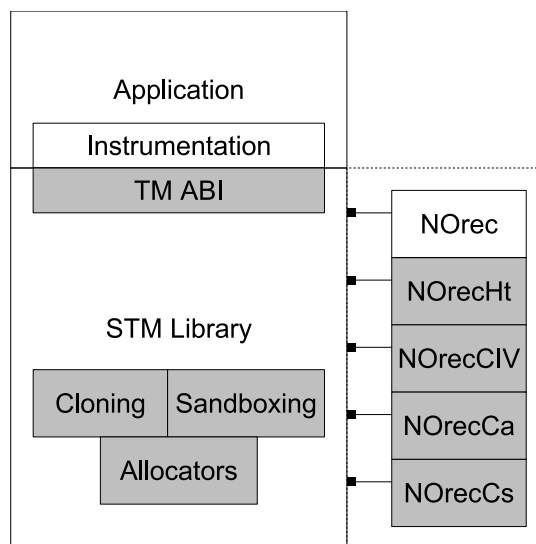 Application
Instrumentation
TM ABI
NOrec
NOrecHt
STM Library
NOrecCIV
Cloning
Sandboxing
NOrecCa
Allocators
NOrecCs